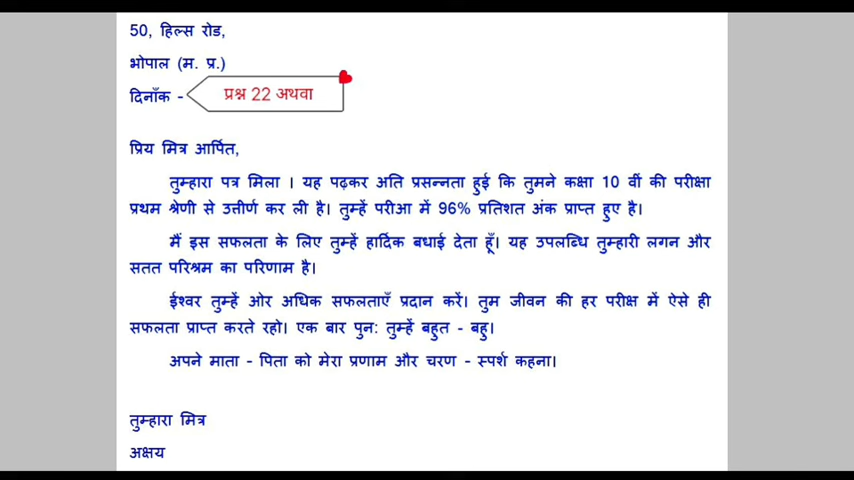 50, हिल्स रोड,
भोपाल (म. प्र.)
दिनाँक - प्रश्न 22 अथवा
प्रिय मित्र आर्पित,
तुम्हारा पत्र मिला । यह पढ़कर अति प्रसन्नता हुई कि तुमने कक्षा 10 वीं की परीक्षा
प्रथम श्रेणी से उत्तीर्ण कर ली है। तुम्हें परीआ में 96% प्रतिशत अंक प्राप्त हुए है।
मैं इस सफलता के लिए तुम्हें हार्दिक बधाई देता हूँ। यह उपलब्धि तुम्हारी लगन और
सतत परिश्रम का परिणाम है।
ईश्वर तुम्हें ओर अधिक सफलताएँ प्रदान करें। तुम जीवन की हर परीक्ष में ऐसे ही
सफलता प्राप्त करते रहो। एक बार पुन: तुम्हें बहुत - बहु।
अपने माता - पिता को मेरा प्रणाम और चरण - स्पर्श कहना।
तुम्हारा मित्र
अक्षय